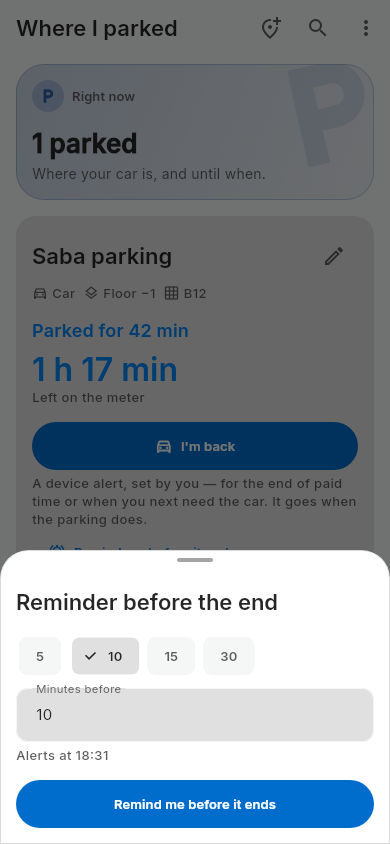 Where I parked
P
Right now
1 parked
Where your car is, and until when.
P
Saba parking
Car
Floor −1
B12
Parked for 42 min
1 h 17 min
Left on the meter
I'm back
A device alert, set by you — for the end of paid
time or when you next need the car. It goes when
the parking does.
Reminder before the end
5
10
15
30
Minutes before
10
Alerts at 18:31
Remind me before it ends